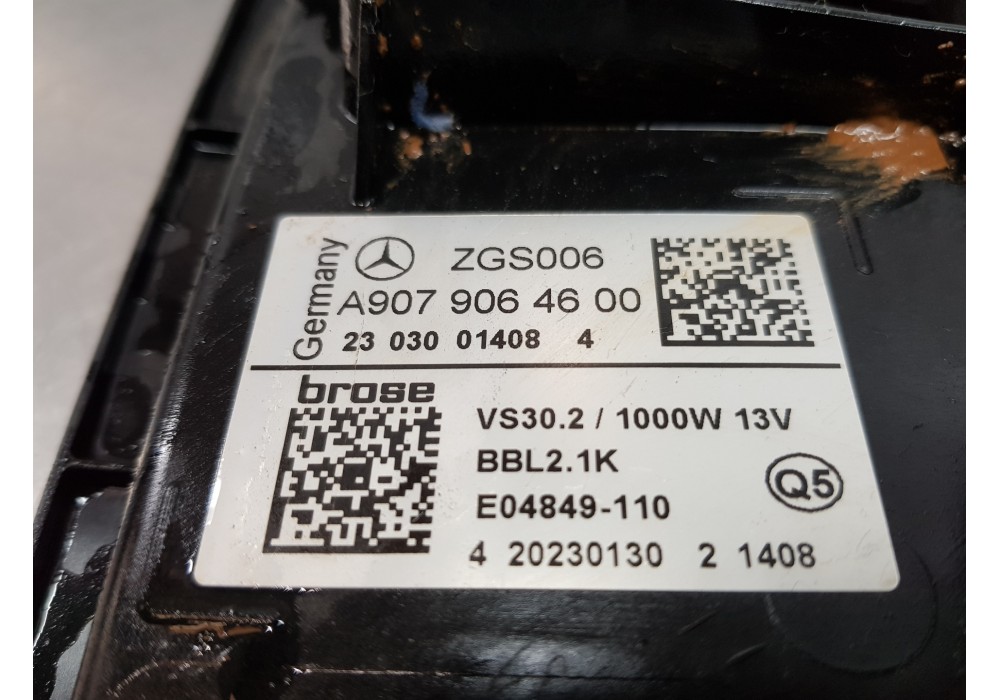 Germany
ZGS006
A907 906 46 00
23 030 01408 4
brose
VS30.2 / 1000W 13V
BBL2.1K
E04849-110
Q5
4 20230130 2 1408